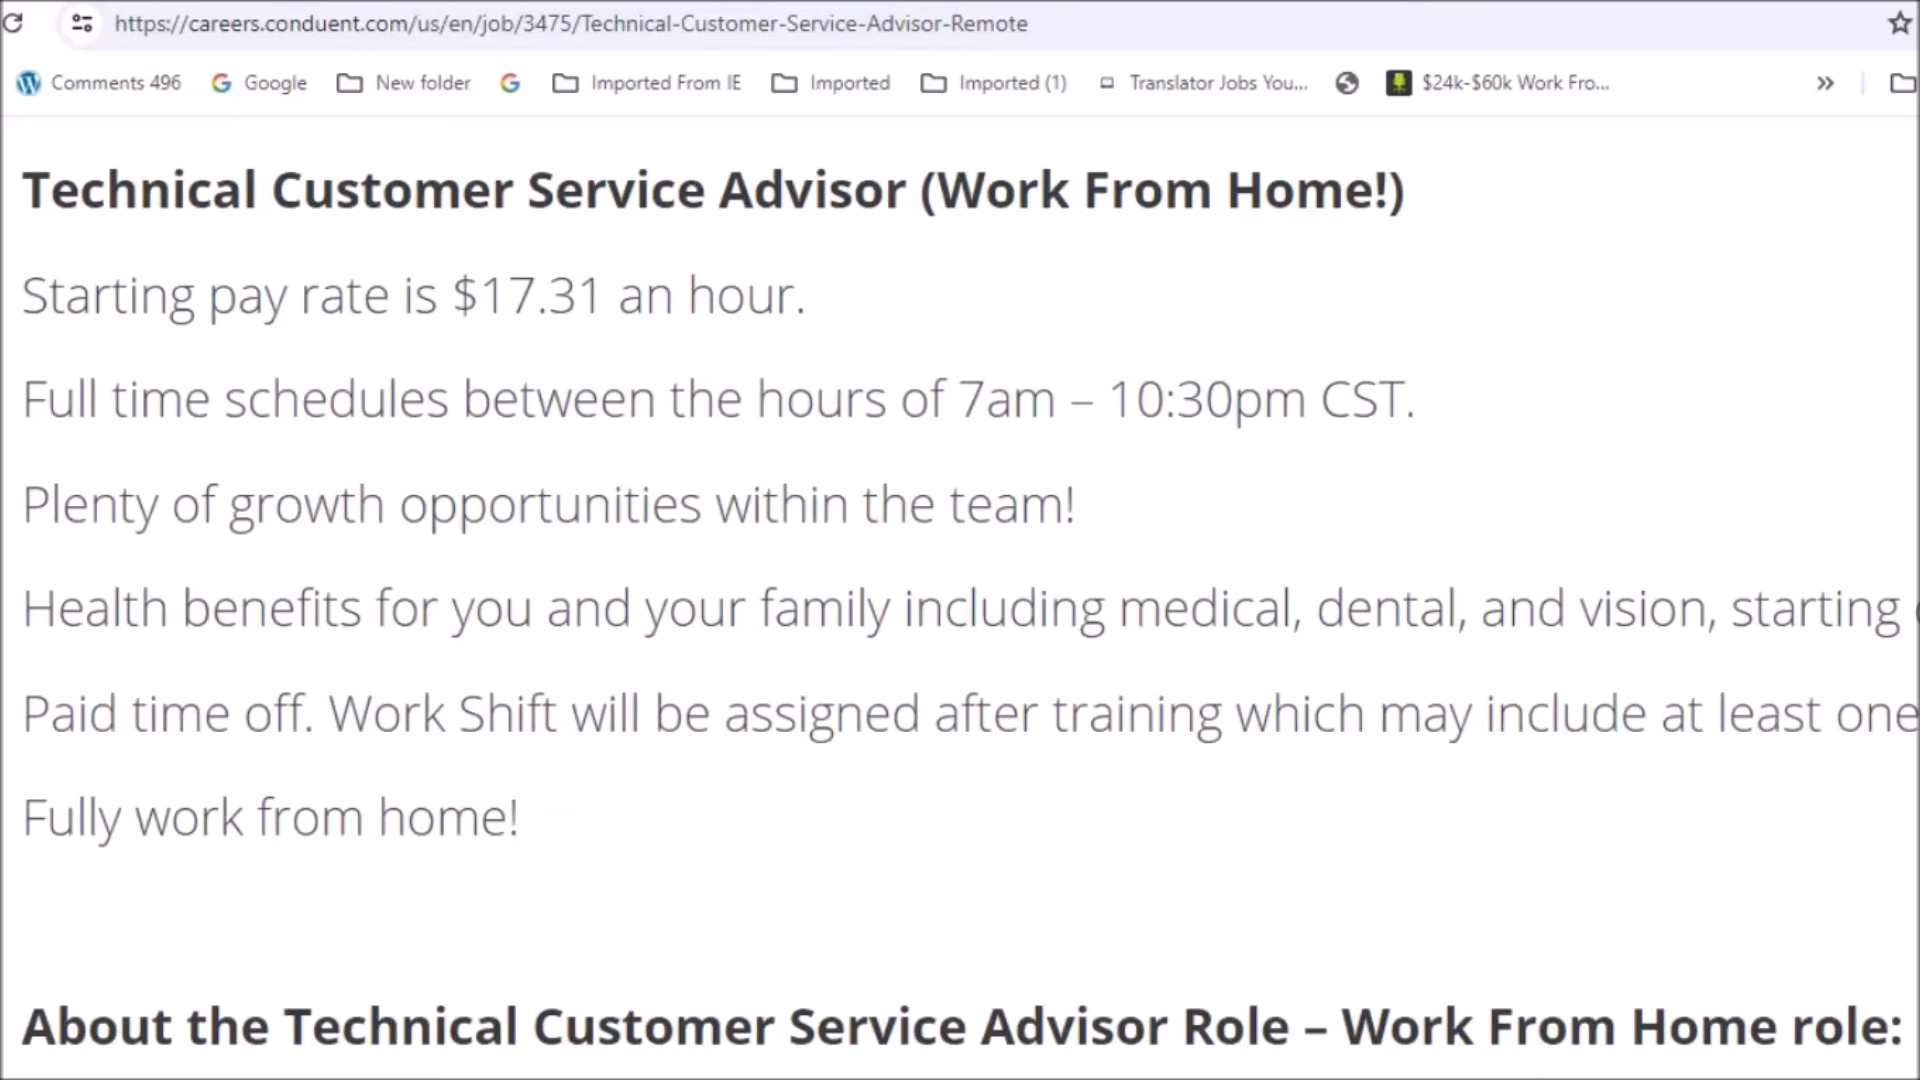 https://careers.conduent.com/us/en/job/3475/Technical-Customer-Service-Advisor-Remote
Comments 496 Google New folder Imported From IE Imported Imported (1) Translator Jobs You... $24k-$60k Work Fro... »
Technical Customer Service Advisor (Work From Home!)
Starting pay rate is $17.31 an hour.
Full time schedules between the hours of 7am – 10:30pm CST.
Plenty of growth opportunities within the team!
Health benefits for you and your family including medical, dental, and vision, starting
Paid time off. Work Shift will be assigned after training which may include at least one
Fully work from home!
About the Technical Customer Service Advisor Role – Work From Home role: